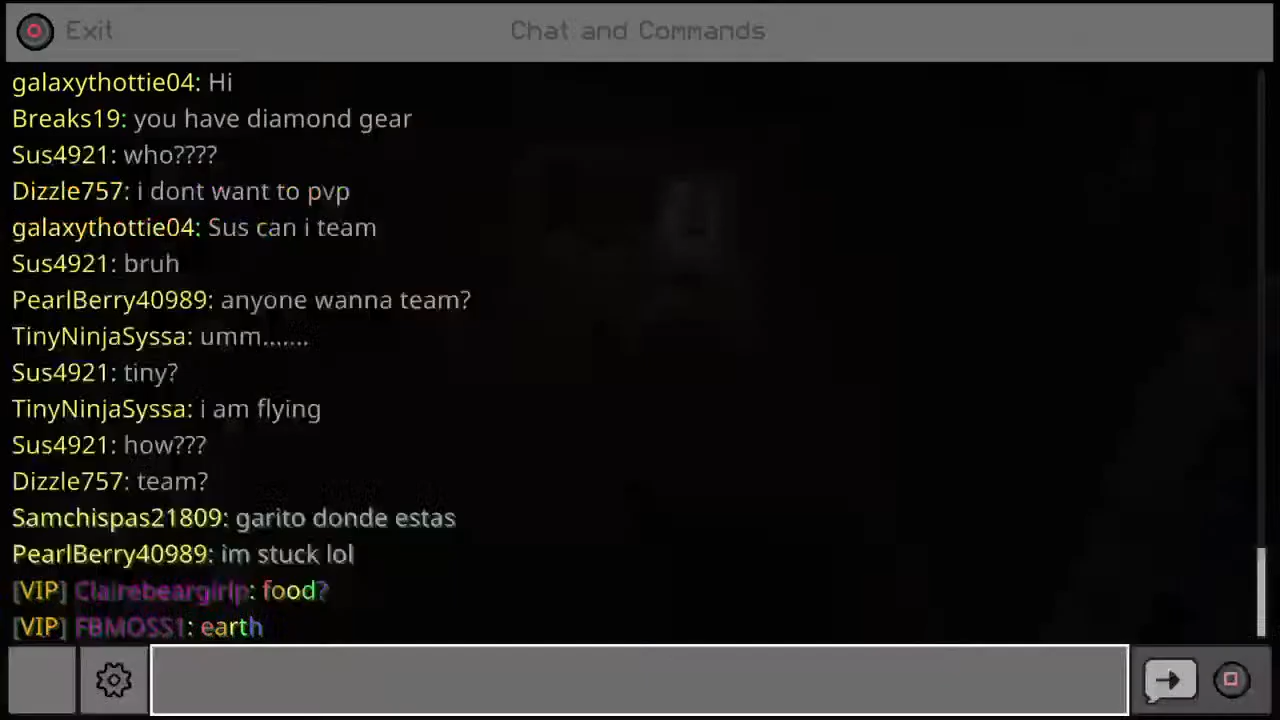 Exit
Chat and Commands
galaxythottie04: Hi
Breaks19: you have diamond gear
Sus4921: who????
Dizzle757: i dont want to pvp
galaxythottie04: Sus can i team
Sus4921: bruh
PearlBerry40989: anyone wanna team?
TinyNinjaSyssa: umm.......
Sus4921: tiny?
TinyNinjaSyssa: i am flying
Sus4921: how???
Dizzle757: team?
Samchispas21809: garito donde estas
PearlBerry40989: im stuck lol
[VIP] Clairebeargirlp: food?
[VIP] FBMOSS1: earth